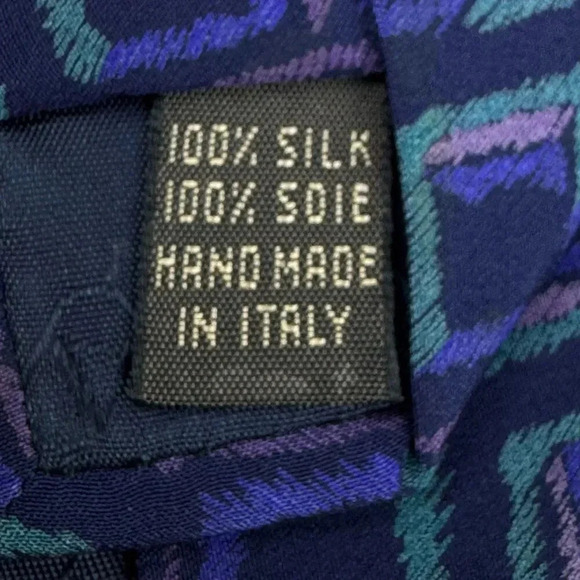 100% SILK
100% SOIE
HAND MADE
IN ITALY